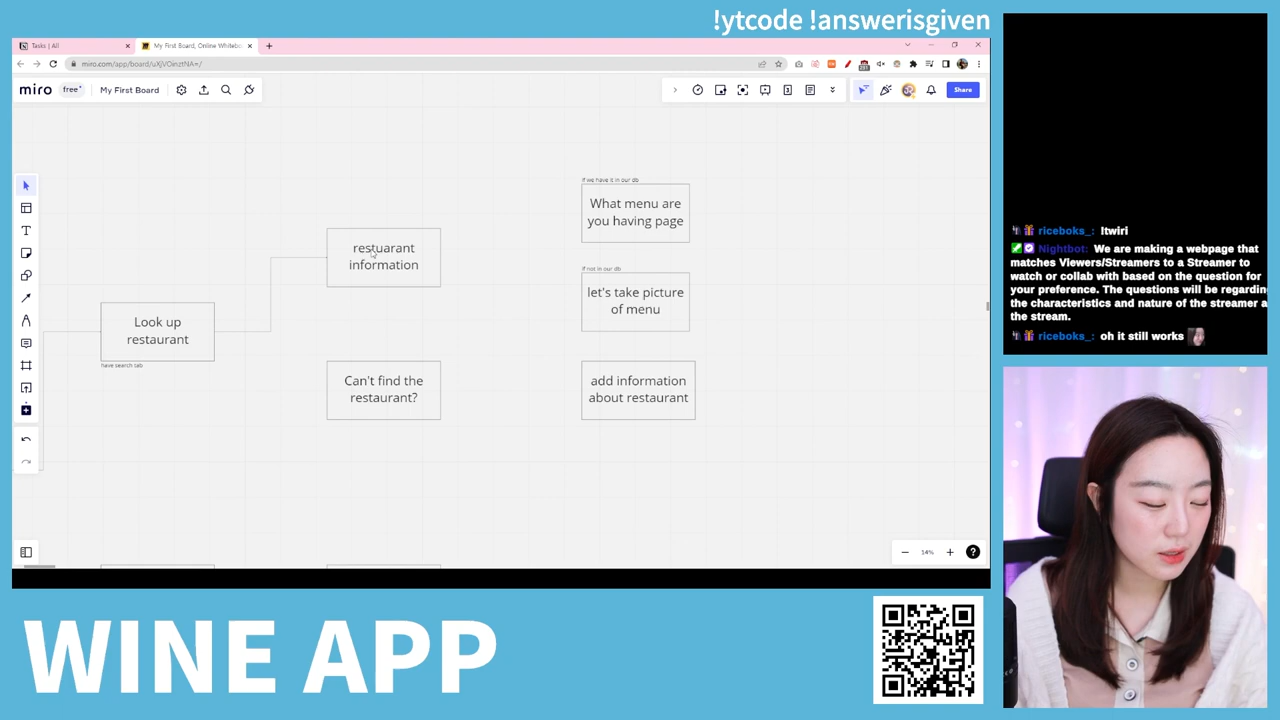 !ytcode !answerisgiven
Tasks | All
My First Board, Online Whitebo
miro.com/app/board/uXjVOinztNA=/
miro
free
My First Board
Share
If we have it in our db
What menu are
you having page
restuarant
information
If not in our db
let's take picture
of menu
Look up
restaurant
have search tab
Can't find the
restaurant?
add information
about restaurant
14%
riceboks_: !twiri
Nightbot: We are making a webpage that
matches Viewers/Streamers to a Streamer to
watch or collab with based on the question for
your preference. The questions will be regardin
the characteristics and nature of the streamer a
the stream.
riceboks_: oh it still works
WINE APP